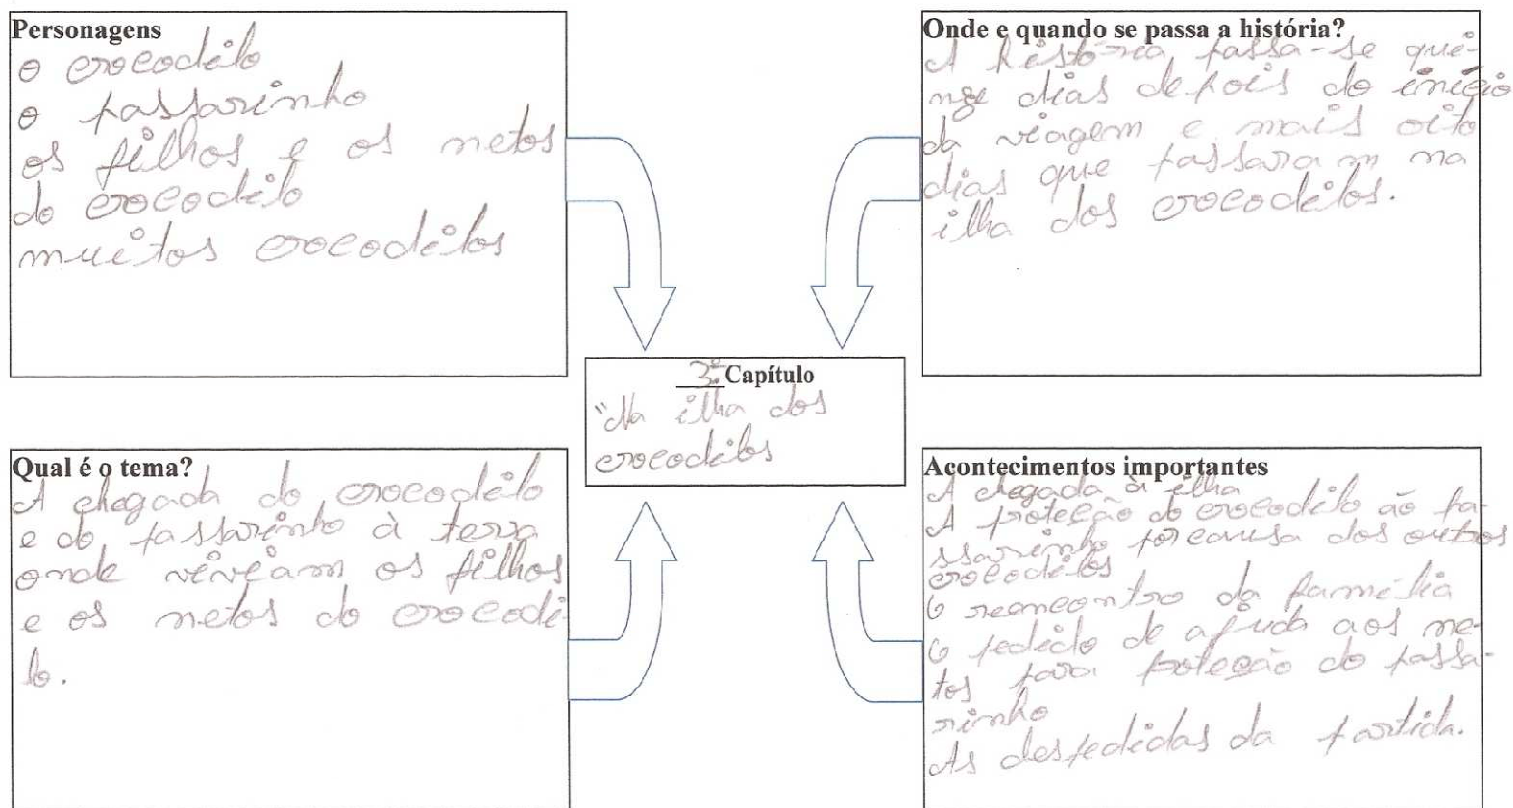 Personagens
o crocodilo
o passarinho
os filhos e os netos
do crocodilo
muitos crocodilos
Onde e quando se passa a história?
A história passa-se quin-
nze dias depois do início
da viagem e mais oito
dias que passaram na
ilha dos crocodilos.
3º Capítulo
"Na ilha dos
crocodilos
Qual é o tema?
A chegada do crocodilo
e do passarinho à terra
onde viviam os filhos
e os netos do crocodi
lo.
Acontecimentos importantes
A chegada à ilha
A proteção do crocodilo ão pa-
ssarinho por causa dos outros
crocodilos
O reencontro da família
O pedido de ajuda aos ne-
tos para proteção do passa-
rinho
As despedidas da partida.